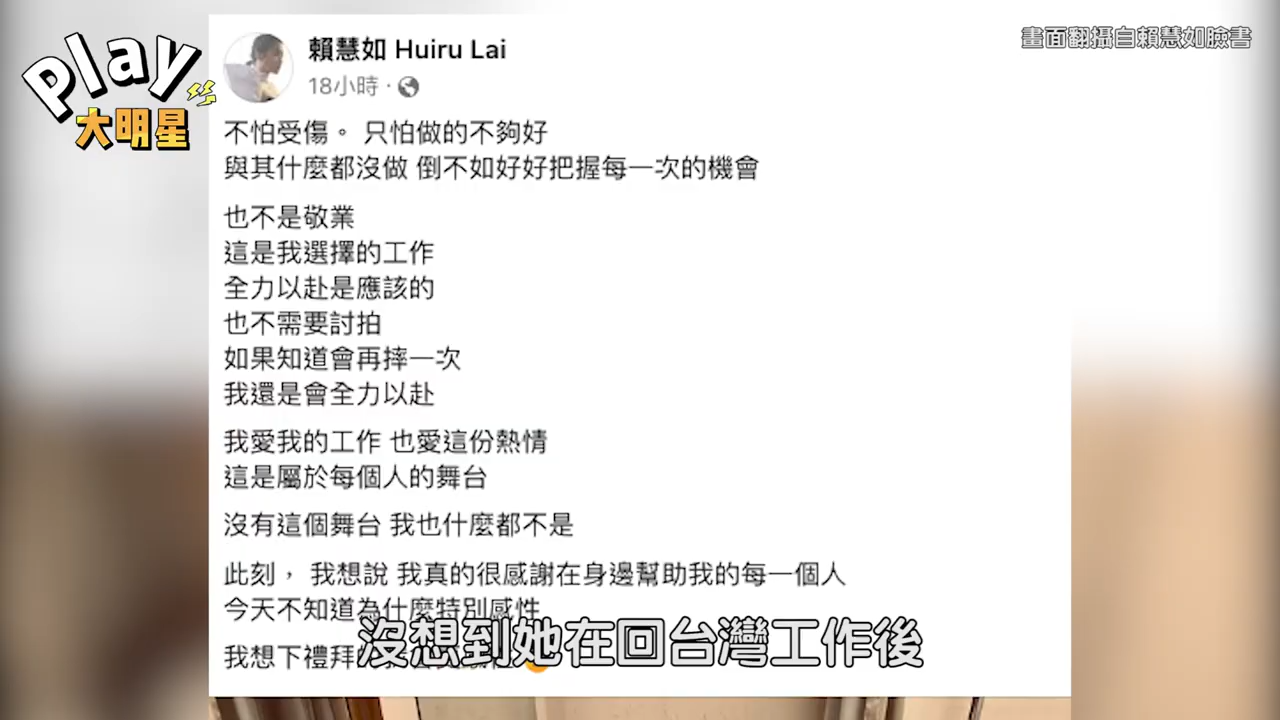 Play
大明星
畫面翻攝自賴慧如臉書
賴慧如 Huiru Lai
18小時 ·
不怕受傷。 只怕做的不夠好
與其什麼都沒做 倒不如好好把握每一次的機會
也不是敬業
這是我選擇的工作
全力以赴是應該的
也不需要討拍
如果知道會再摔一次
我還是會全力以赴
我愛我的工作 也愛這份熱情
這是屬於每個人的舞台
沒有這個舞台 我也什麼都不是
此刻， 我想說 我真的很感謝在身邊幫助我的每一個人
今天不知道為什麼特別感性
我想下禮拜
沒想到她在回台灣工作後